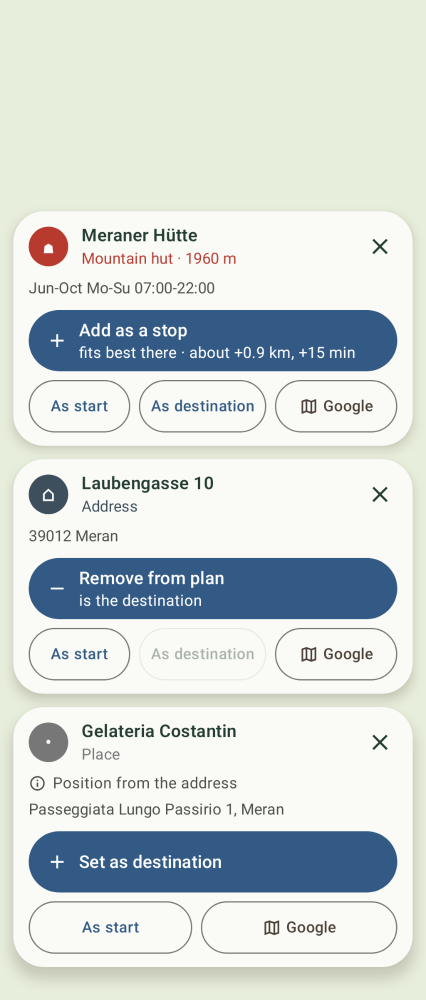 Meraner Hütte
Mountain hut · 1960 m
Jun-Oct Mo-Su 07:00-22:00
Add as a stop
fits best there · about +0.9 km, +15 min
As start
As destination
Google
Laubengasse 10
Address
39012 Meran
Remove from plan
is the destination
As start
As destination
Google
Gelateria Costantin
Place
Position from the address
Passeggiata Lungo Passirio 1, Meran
Set as destination
As start
Google